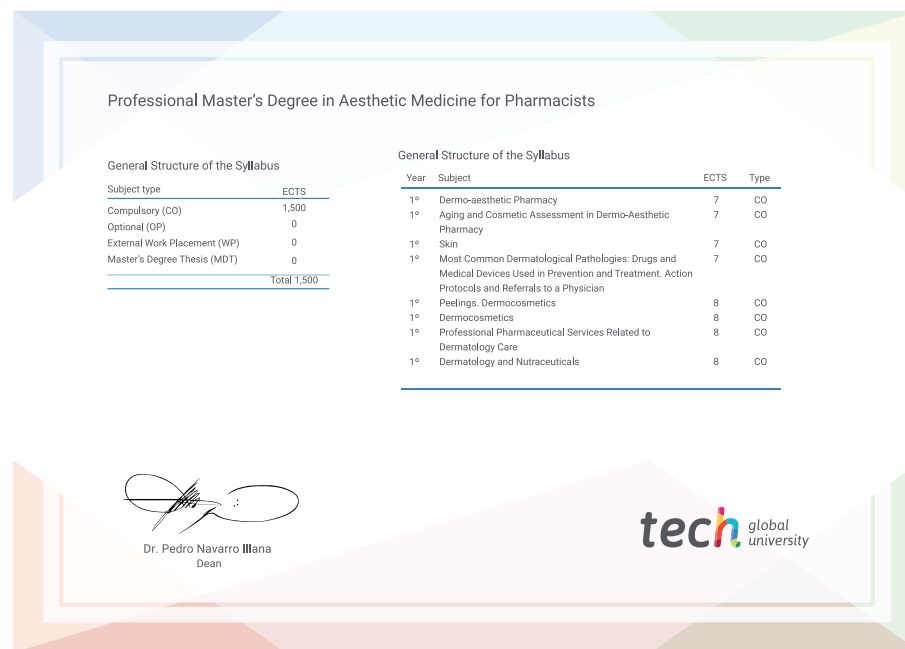 Professional Master's Degree in Aesthetic Medicine for Pharmacists
General Structure of the Syllabus
Subject type ECTS
Compulsory (CO) 1,500
Optional (OP) 0
External Work Placement (WP) 0
Master's Degree Thesis (MDT) 0
Total 1,500
General Structure of the Syllabus
Year Subject ECTS Type
1º Dermo-aesthetic Pharmacy 7 CO
1º Aging and Cosmetic Assessment in Dermo-Aesthetic 7 CO
Pharmacy
1º Skin 7 CO
1º Most Common Dermatological Pathologies: Drugs and 7 CO
Medical Devices Used in Prevention and Treatment. Action
Protocols and Referrals to a Physician
1º Peelings. Dermocosmetics 8 CO
1º Dermocosmetics 8 CO
1º Professional Pharmaceutical Services Related to 8 CO
Dermatology Care
1º Dermatology and Nutraceuticals 8 CO
Dr. Pedro Navarro Illana
Dean
tech global
university